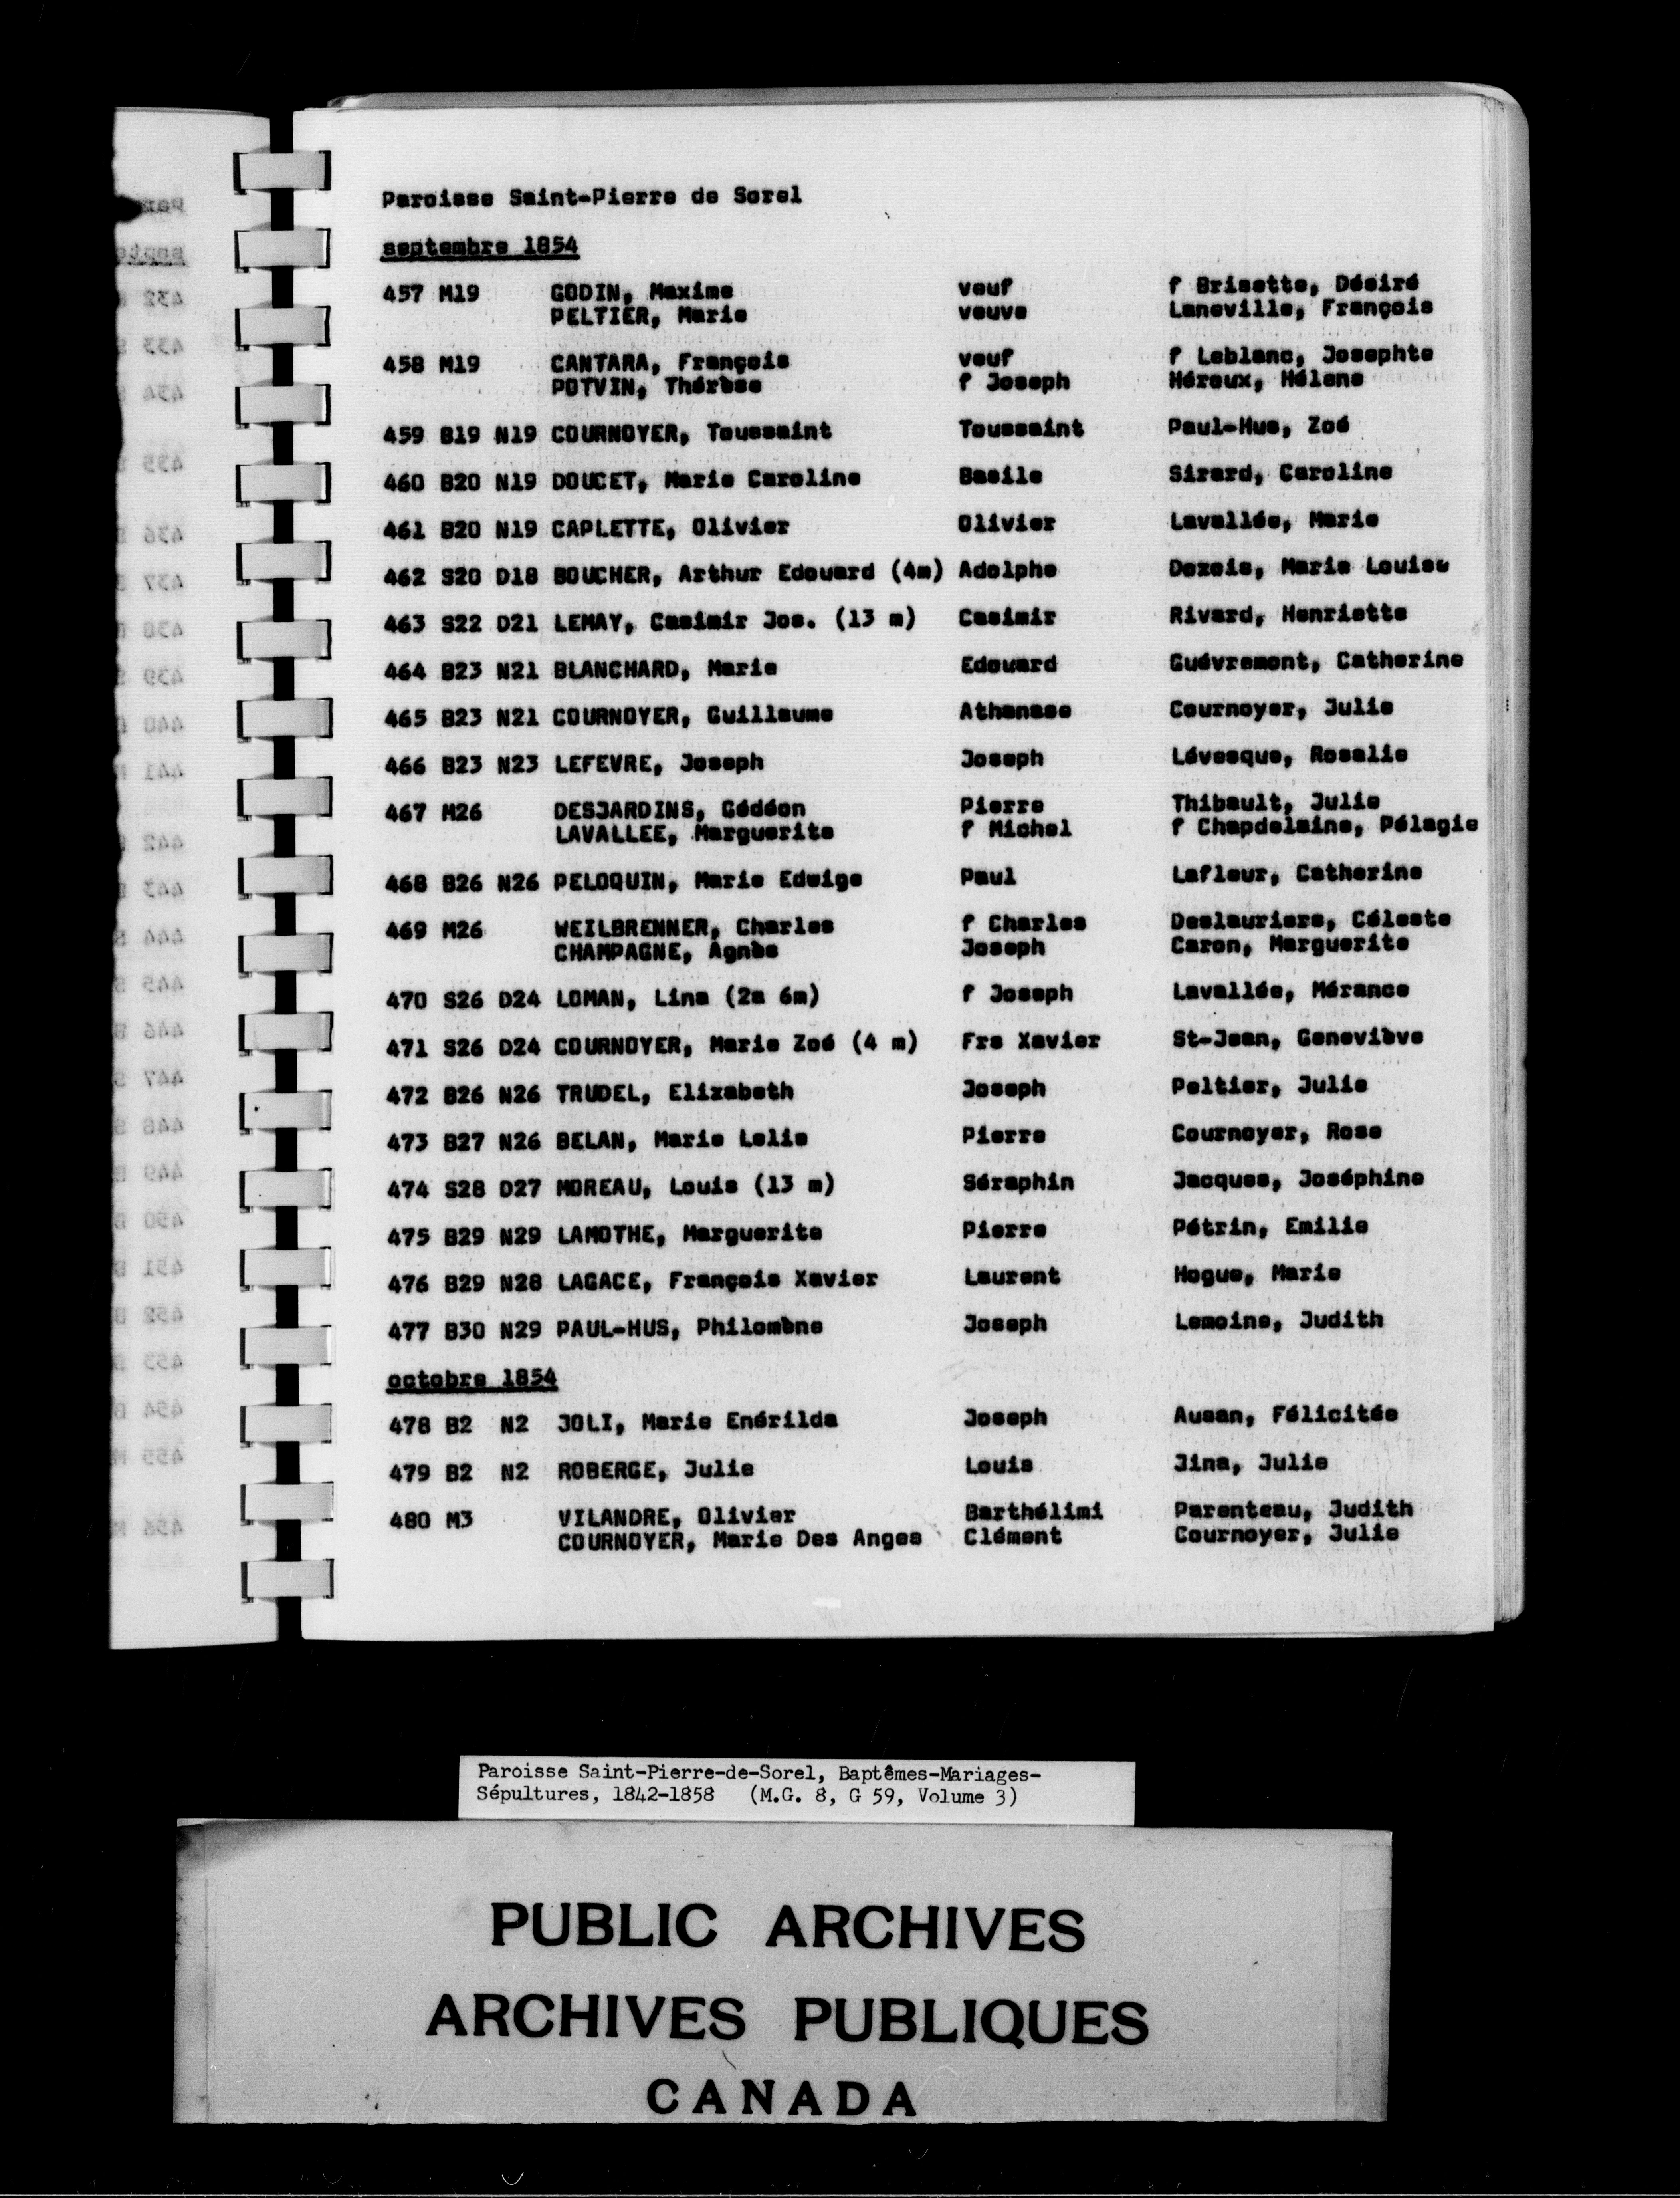 Paroisse Saint-Pierre de Sorel
septembre 1854
457 M19 GODIN, Maxime veuf f Brisette, Désiré
PELTIER, Marie veuve Laneville, François
458 M19 CANTARA, François veuf f Leblanc, Josephte
POTVIN, Thérèse f Joseph Héroux, Hélène
459 B19 N19 COURNOYER, Toussaint Toussaint Paul-Hus, Zoé
460 B20 N19 DOUCET, Marie Caroline Basile Sirard, Caroline
461 B20 N19 CAPLETTE, Olivier Olivier Lavallée, Marie
462 S20 D18 BOUCHER, Arthur Edouard (4m) Adolphe Dezois, Marie Louise
463 S22 D21 LEMAY, Casimir Jos. (13 m) Casimir Rivard, Henriette
464 B23 N21 BLANCHARD, Marie Edouard Guévremont, Catherine
465 B23 N21 COURNOYER, Guillaume Athanase Cournoyer, Julie
466 B23 N23 LEFEVRE, Joseph Joseph Lévesque, Rosalie
467 M26 DESJARDINS, Gédéon Pierre Thibault, Julie
LAVALLEE, Marguerite f Michel f Chapdelaine, Pélagie
468 B26 N26 PELOQUIN, Marie Edwige Paul Lafleur, Catherine
469 M26 WEILBRENNER, Charles f Charles Deslauriers, Céleste
CHAMPAGNE, Agnès Joseph Caron, Marguerite
470 S26 D24 LOMAN, Lina (2a 6m) f Joseph Lavallée, Mérance
471 S26 D24 COURNOYER, Marie Zoé (4 m) Frs Xavier St-Jean, Geneviève
472 B26 N26 TRUDEL, Elizabeth Joseph Peltier, Julie
473 B27 N26 BELAN, Marie Lelie Pierre Cournoyer, Rose
474 S28 D27 MOREAU, Louis (13 m) Séraphin Jacques, Joséphine
475 B29 N29 LAMOTHE, Marguerite Pierre Pétrin, Emilie
476 B29 N28 LAGACE, François Xavier Laurent Hogue, Marie
477 B30 N29 PAUL-HUS, Philomène Joseph Lemoine, Judith
octobre 1854
478 B2 N2 JOLI, Marie Enérilda Joseph Aussan, Félicitée
479 B2 N2 ROBERGE, Julie Louis Jina, Julie
480 M3 VILANDRE, Olivier Barthélimi Parenteau, Judith
COURNOYER, Marie Des Anges Clément Cournoyer, Julie
Paroisse Saint-Pierre-de-Sorel, Baptêmes-Mariages-
Sépultures, 1842-1858 (M.G. 8, G 59, Volume 3)
PUBLIC ARCHIVES
ARCHIVES PUBLIQUES
CANADA